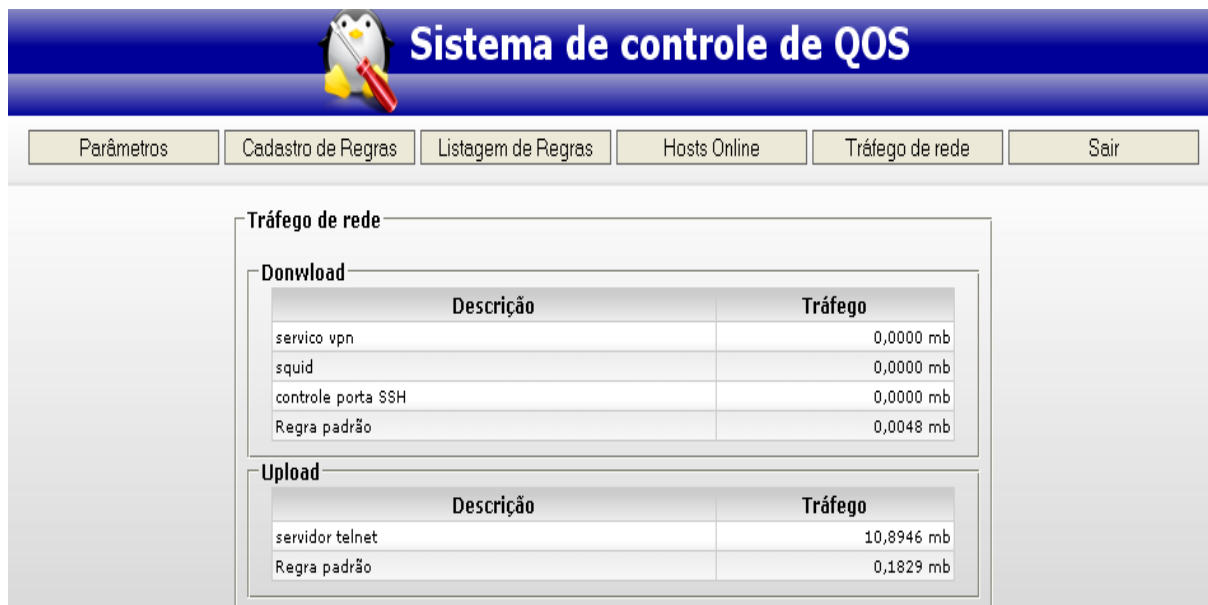 Sistema de controle de QOS
Parâmetros Cadastro de Regras Listagem de Regras Hosts Online Tráfego de rede Sair
Tráfego de rede
Donwload
Descrição Tráfego
servico vpn 0,0000 mb
squid 0,0000 mb
controle porta SSH 0,0000 mb
Regra padrão 0,0048 mb
Upload
Descrição Tráfego
servidor telnet 10,8946 mb
Regra padrão 0,1829 mb